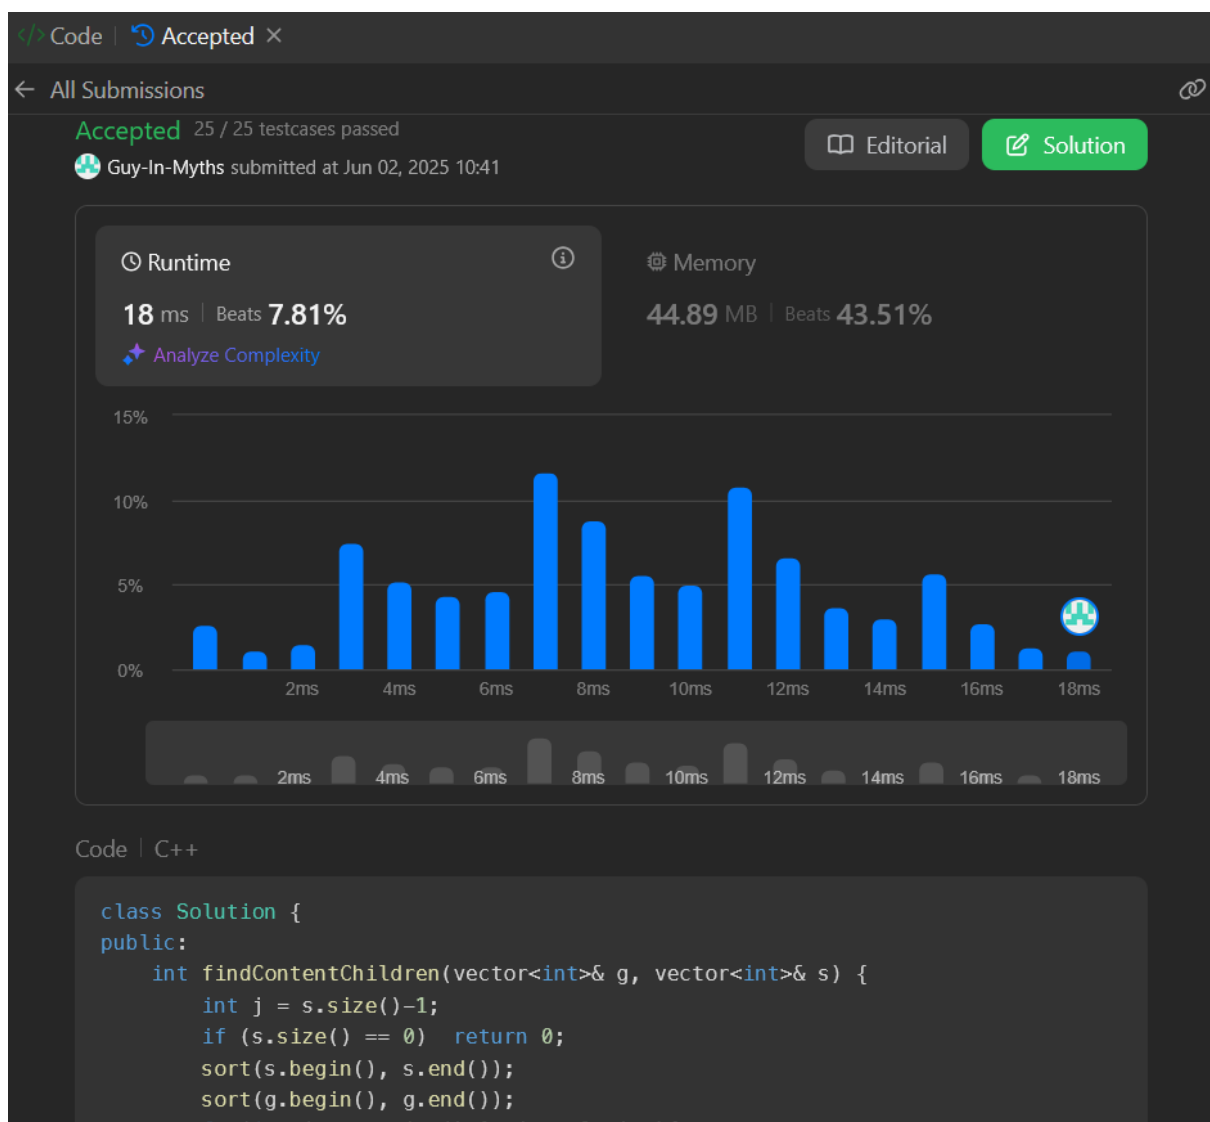 </> Code | Accepted ×
← All Submissions
Accepted 25 / 25 testcases passed
Guy-In-Myths submitted at Jun 02, 2025 10:41
Editorial
Solution
Runtime
18 ms | Beats 7.81%
Analyze Complexity
Memory
44.89 MB | Beats 43.51%
15%
10%
5%
0%
2ms 4ms 6ms 8ms 10ms 12ms 14ms 16ms 18ms
2ms 4ms 6ms 8ms 10ms 12ms 14ms 16ms 18ms
Code | C++
class Solution {
public:
    int findContentChildren(vector<int>& g, vector<int>& s) {
        int j = s.size()-1;
        if (s.size() == 0)  return 0;
        sort(s.begin(), s.end());
        sort(g.begin(), g.end());